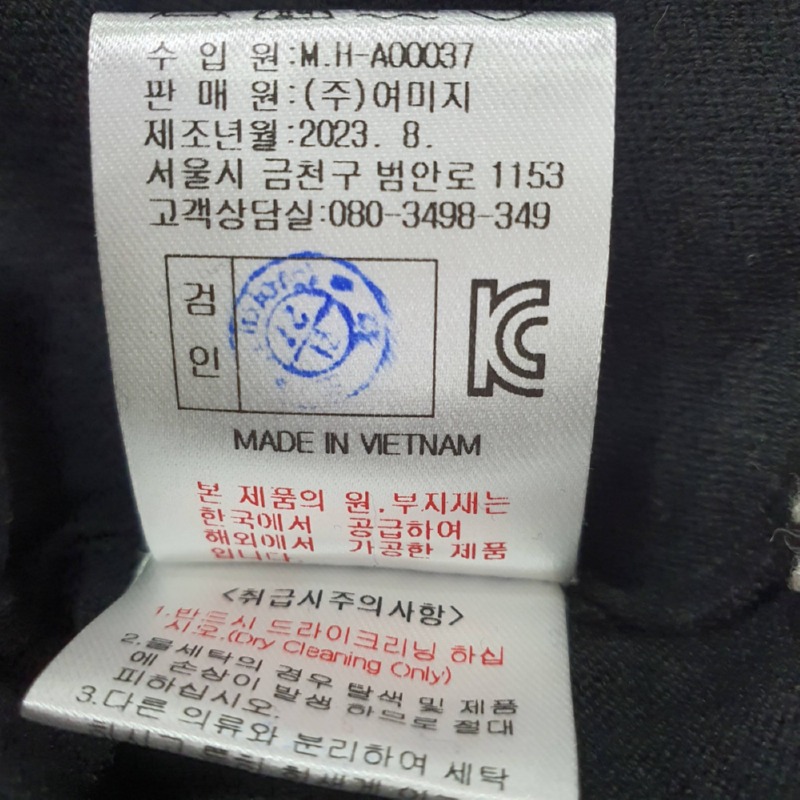 수 입 원:M.H-A00037
판 매 원:(주)여미지
제조년월:2023. 8.
서울시 금천구 범안로 1153
고객상담실:080-3498-349
검
인
KC
MADE IN VIETNAM
본 제품의 원,부자재는
한국에서 공급하여
해외에서 가공한 제품
입니다
<취급시주의사항>
1.반드시 드라이크리닝 하십
시오.(Dry Cleaning Only)
2.물세탁의 경우 탈색 및 제품
에 손상이 발생 하므로 절대
피하십시오.
3.다른 의류와 분리하여 세탁